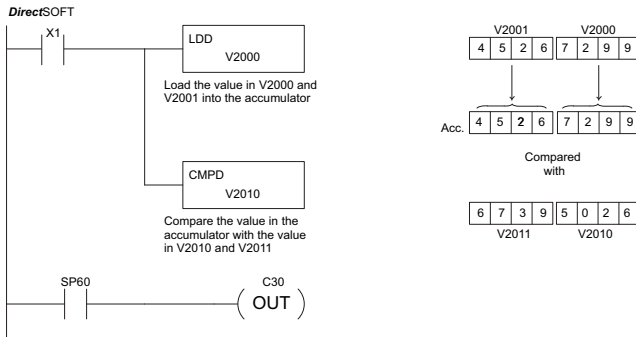 DirectSOFT
X1
LDD
V2000
Load the value in V2000 and
V2001 into the accumulator
CMPD
V2010
Compare the value in the
accumulator with the value
in V2010 and V2011
SP60
C30
OUT
V2001 V2000
4 5 2 6 7 2 9 9
Acc. 4 5 2 6 7 2 9 9
Compared
with
6 7 3 9 5 0 2 6
V2011 V2010